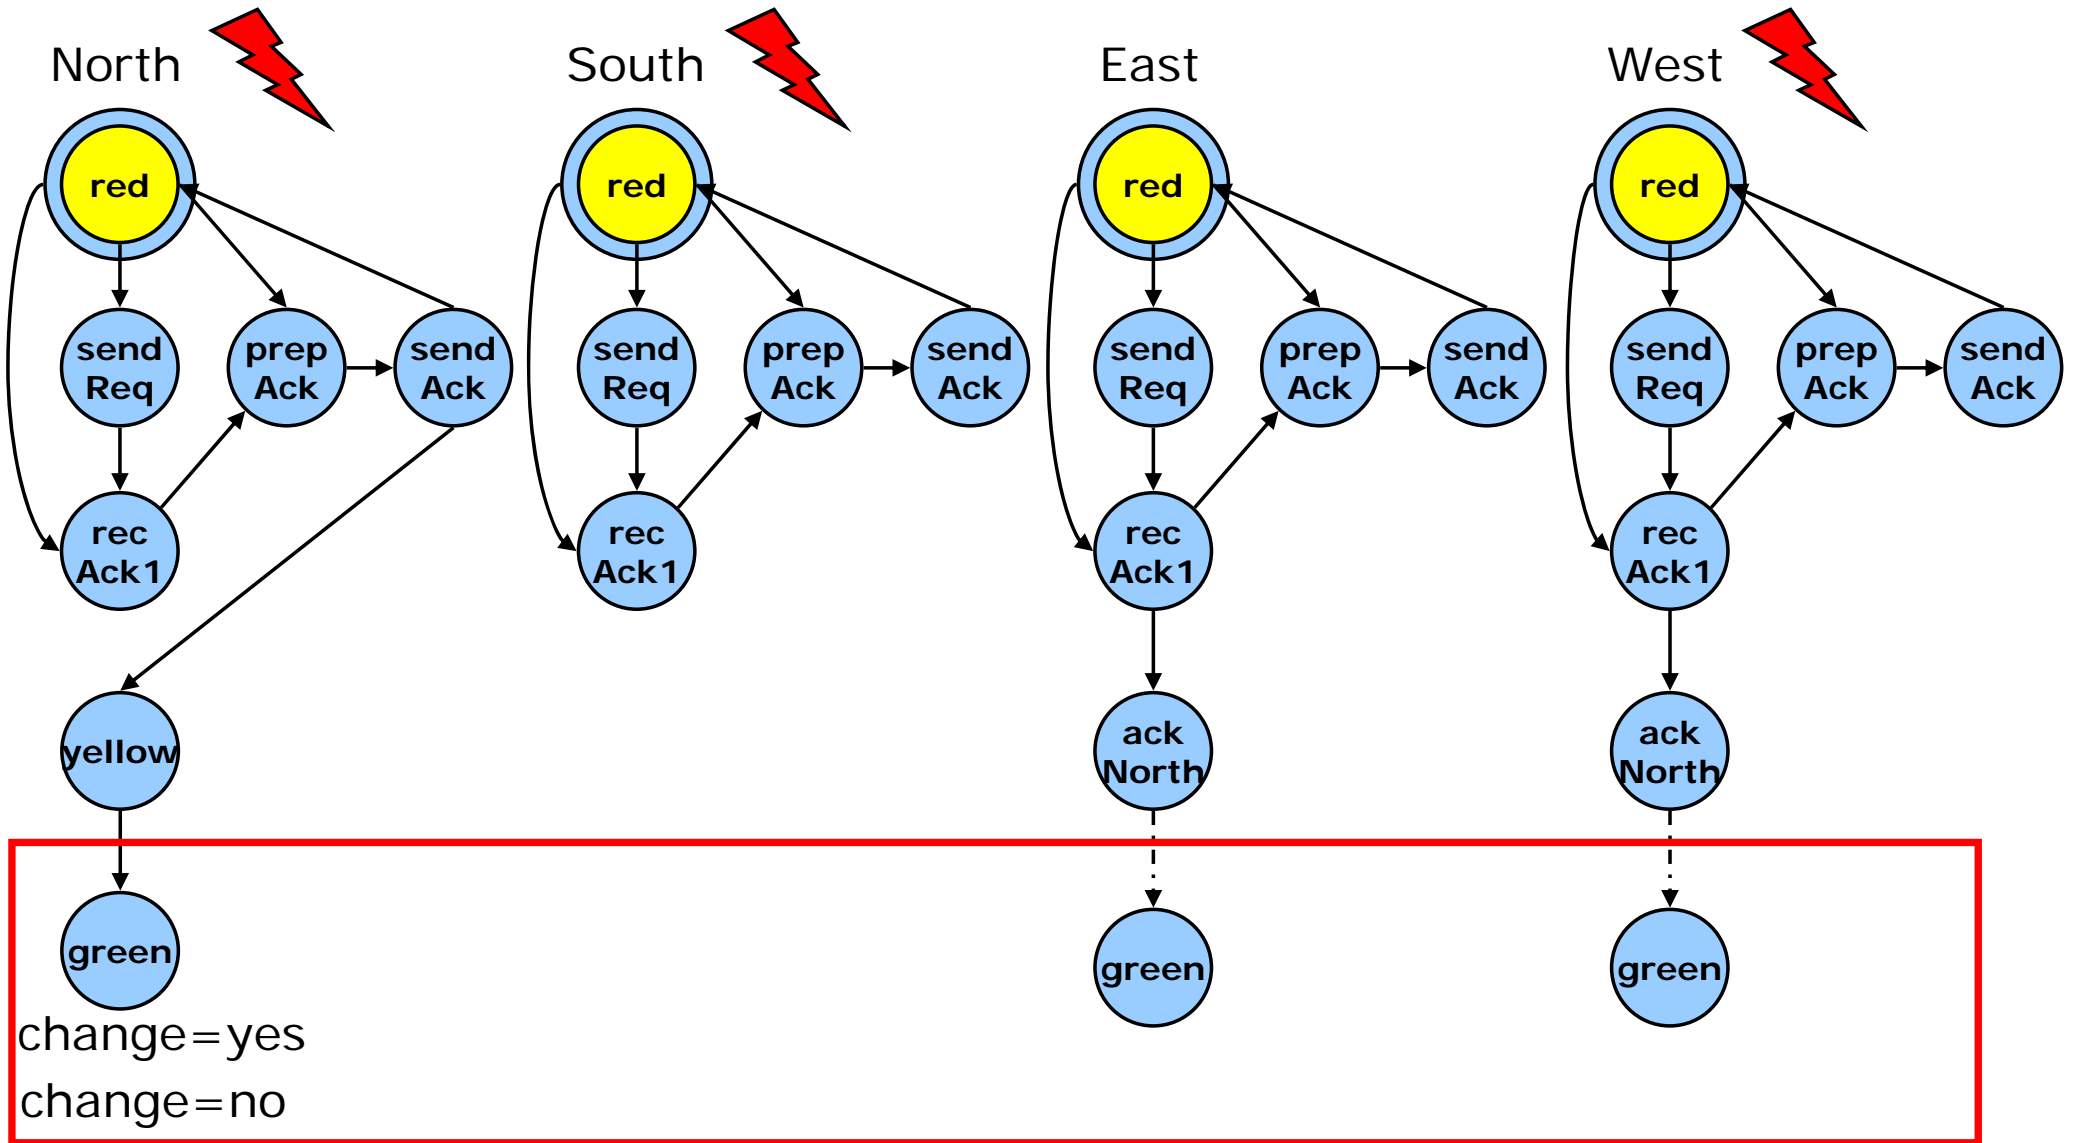 North
South
East
West
red
red
red
red
send
Req
prep
Ack
send
Ack
send
Req
prep
Ack
send
Ack
send
Req
prep
Ack
send
Ack
send
Req
prep
Ack
send
Ack
rec
Ack1
rec
Ack1
rec
Ack1
rec
Ack1
yellow
ack
North
ack
North
green
green
green
change=yes
change=no